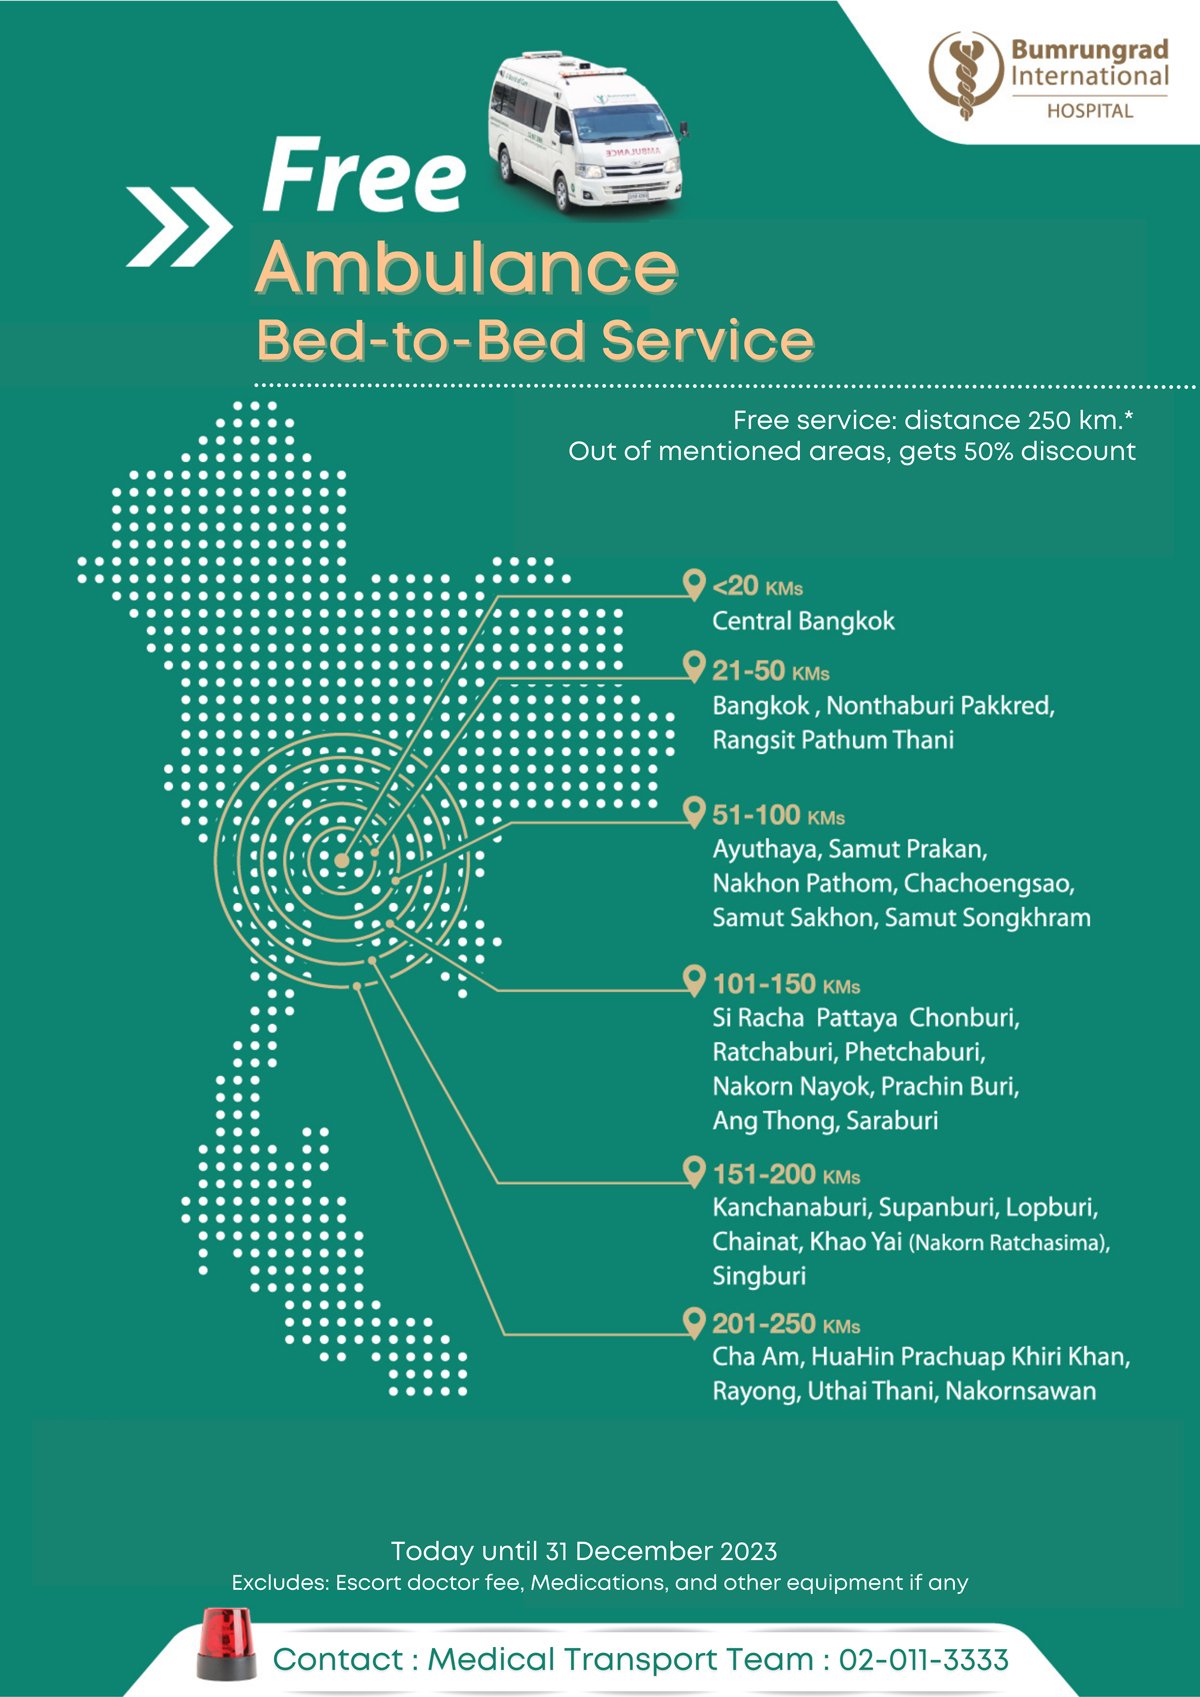 Bumrungrad
International
HOSPITAL
Bumrungrad
AMBULANCE
Free
Ambulance
Bed-to-Bed Service
Free service: distance 250 km.*
Out of mentioned areas, gets 50% discount
<20 KMs
Central Bangkok
21-50 KMs
Bangkok , Nonthaburi Pakkred,
Rangsit Pathum Thani
51-100 KMs
Ayuthaya, Samut Prakan,
Nakhon Pathom, Chachoengsao,
Samut Sakhon, Samut Songkhram
101-150 KMs
Si Racha Pattaya Chonburi,
Ratchaburi, Phetchaburi,
Nakorn Nayok, Prachin Buri,
Ang Thong, Saraburi
151-200 KMs
Kanchanaburi, Supanburi, Lopburi,
Chainat, Khao Yai (Nakorn Ratchasima),
Singburi
201-250 KMs
Cha Am, HuaHin Prachuap Khiri Khan,
Rayong, Uthai Thani, Nakornsawan
Today until 31 December 2023
Excludes: Escort doctor fee, Medications, and other equipment if any
Contact : Medical Transport Team : 02-011-3333